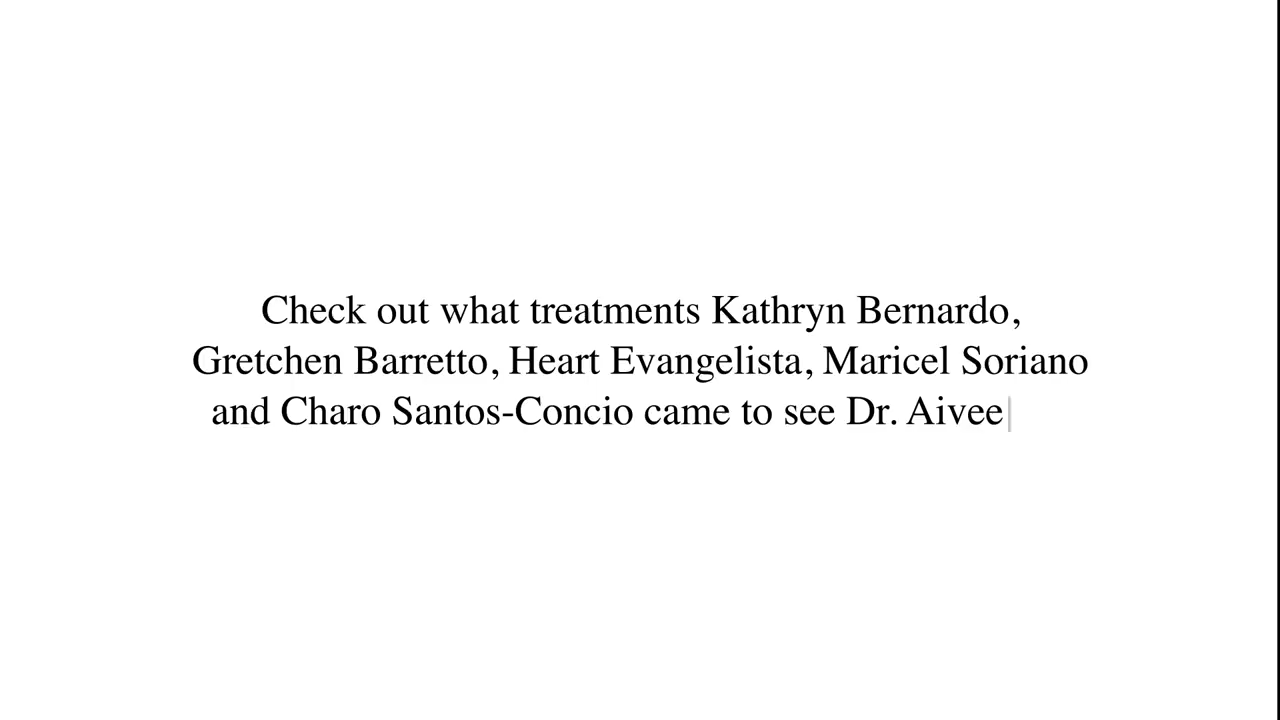 Check out what treatments Kathryn Bernardo,
Gretchen Barretto, Heart Evangelista, Maricel Soriano
and Charo Santos-Concio came to see Dr. Aivee